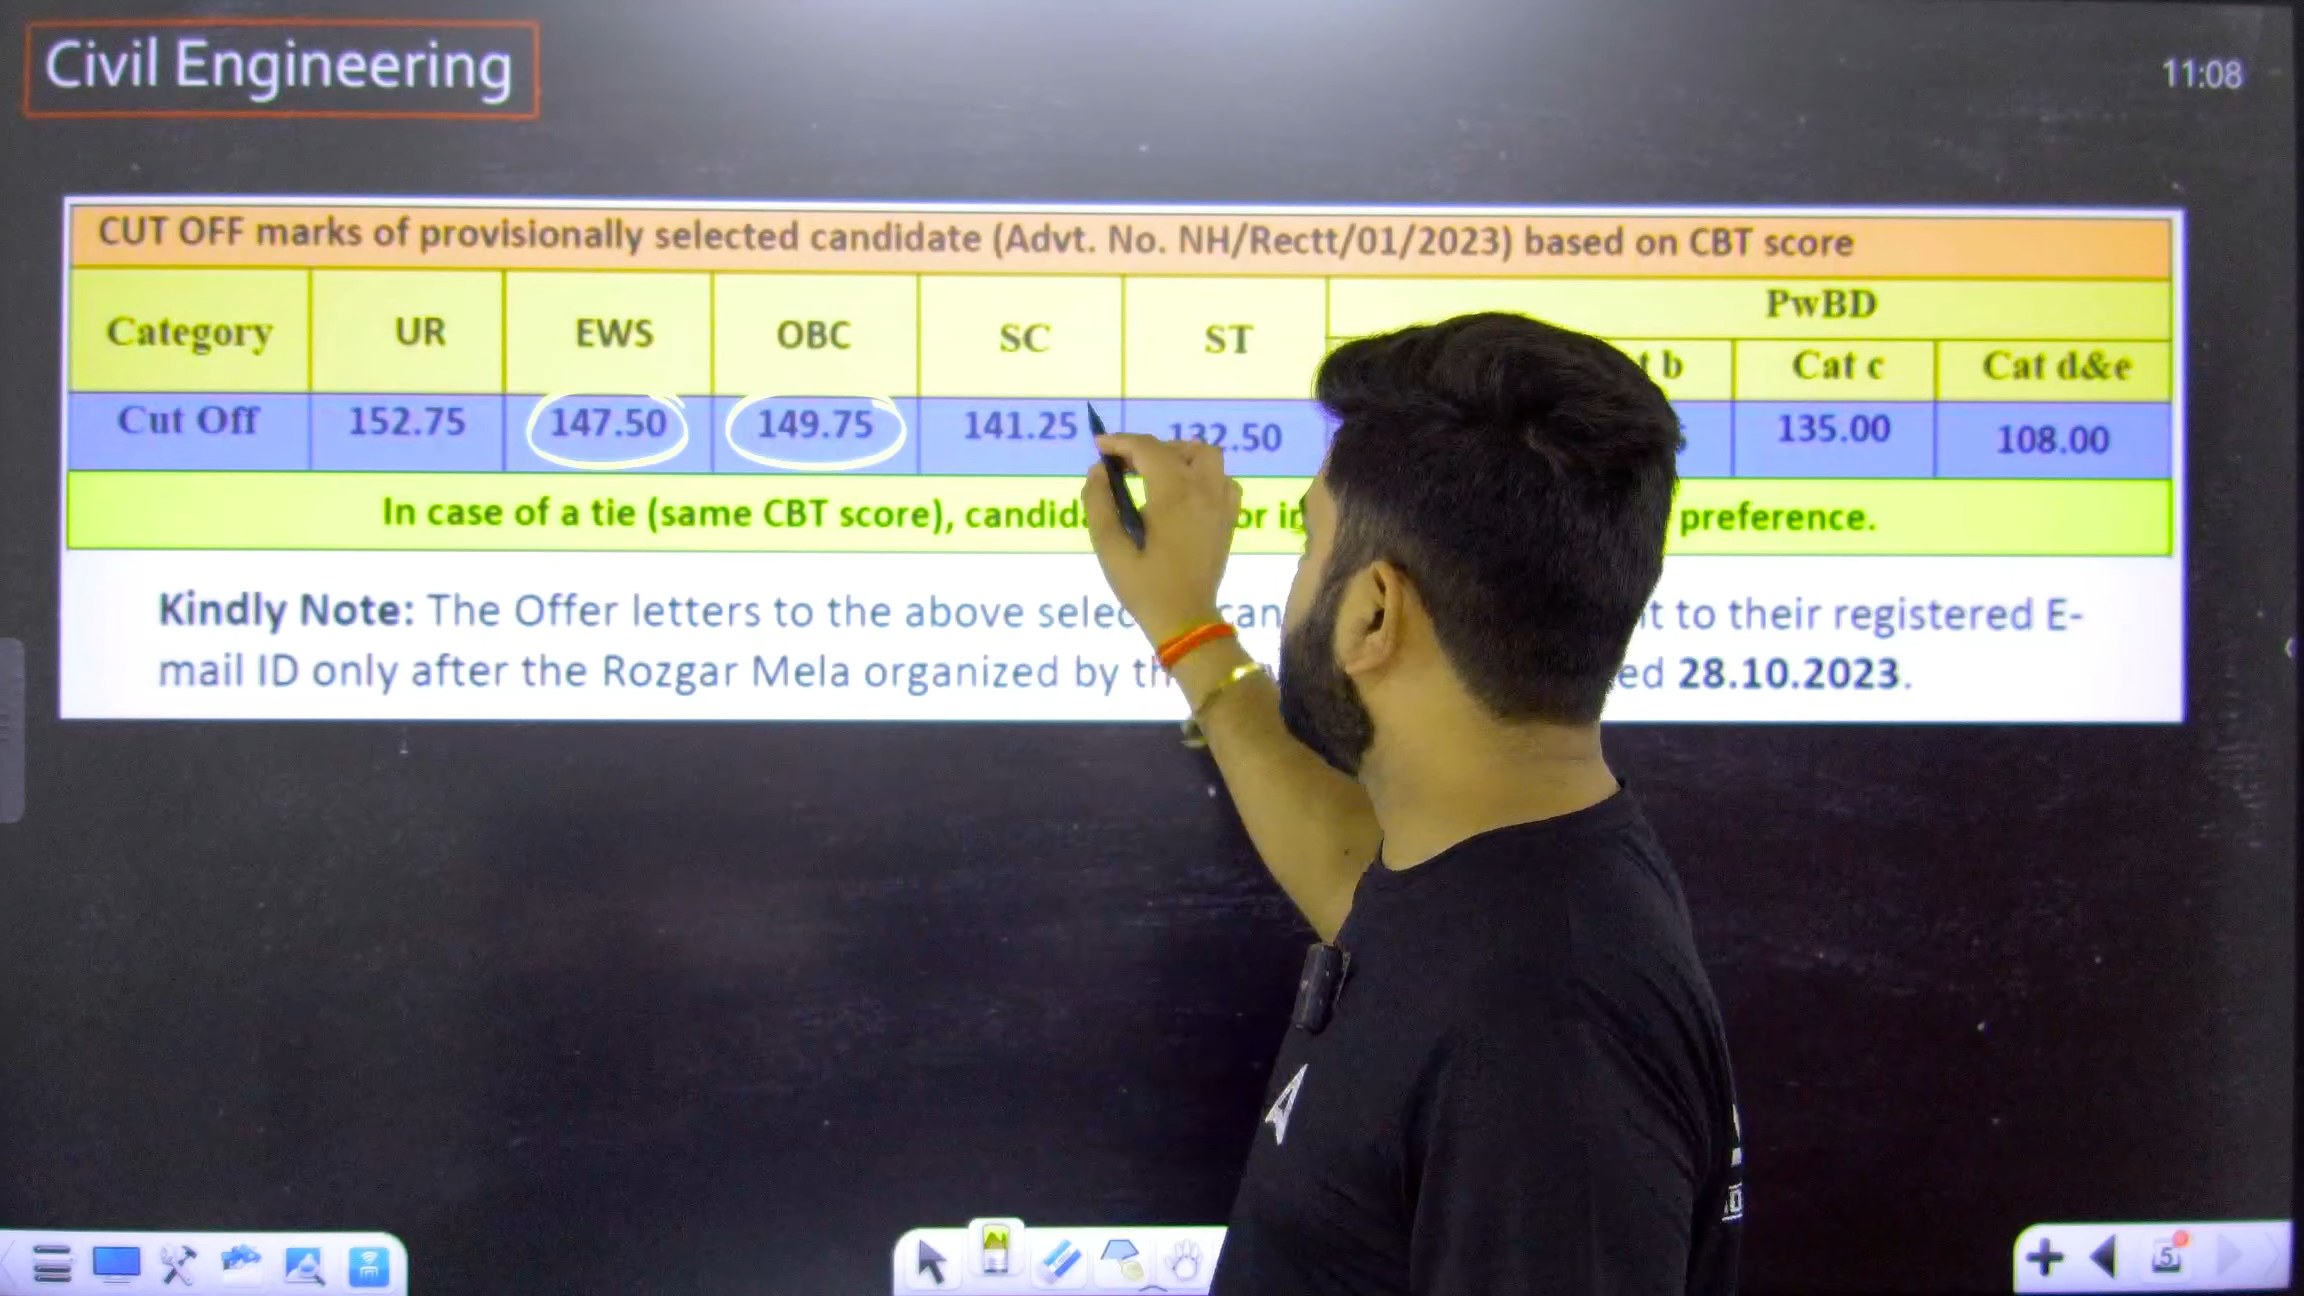 Civil Engineering
11:08
CUT OFF marks of provisionally selected candidate (Advt. No. NH/Rectt/01/2023) based on CBT score
Category UR EWS OBC SC ST PwBD
b Cat c Cat d&e
Cut Off 152.75 147.50 149.75 141.25 132.50 135.00 108.00
In case of a tie (same CBT score), preference.
Kindly Note: The Offer letters to the above to their registered E-
mail ID only after the Rozgar Mela organized by 28.10.2023.
5